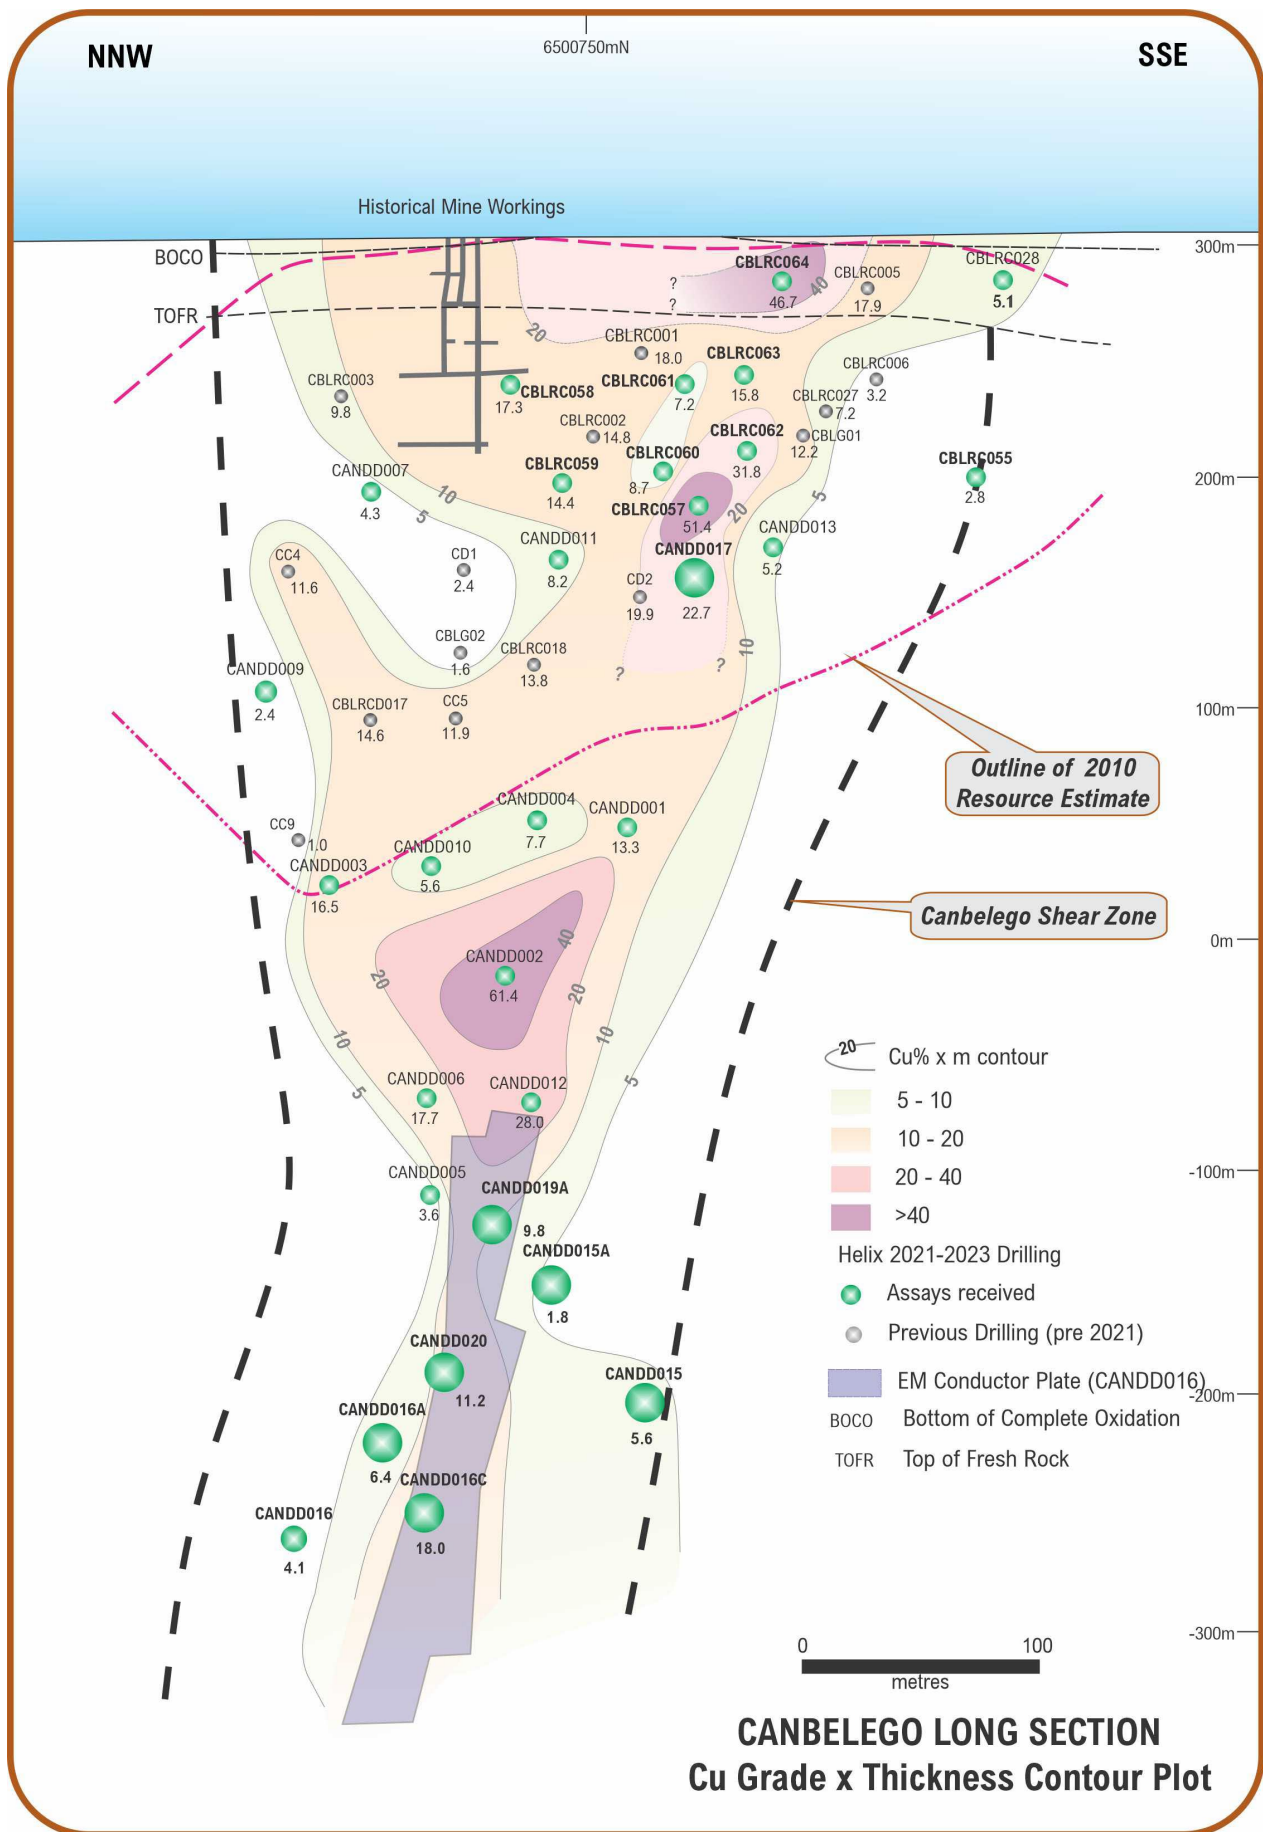 6500750mN
NNW
SSE
Historical Mine Workings
BOCO
300m
CBLRC064
46.7
40
CBLRC005
17.9
CBLRC028
5.1
?
?
TOFR
20
CBLRC001
18.0
CBLRC063
15.8
CBLRC006
3.2
CBLRC003
9.8
CBLRC058
17.3
CBLRC061
7.2
CBLRC027
7.2
CBLRC002
14.8
CBLRC062
31.8
CBLG01
12.2
CBLRC059
14.4
CBLRC060
8.7
CBLRC055
2.8
200m
CANDD007
4.3
10
5
CBLRC057
51.4
20
5
CANDD011
8.2
CANDD013
5.2
CC4
11.6
CD1
2.4
CANDD017
22.7
CD2
19.9
CBLG02
1.6
CBLRC018
13.8
10
?
?
CANDD009
2.4
CBLRCD017
14.6
CC5
11.9
100m
Outline of 2010
Resource Estimate
CANDD004
7.7
CANDD001
13.3
CC9
1.0
CANDD010
5.6
CANDD003
16.5
Canbelego Shear Zone
0m
40
20
CANDD002
61.4
20
10
10
5
5
Cu% x m contour
20
5 - 10
10 - 20
20 - 40
>40
CANDD006
17.7
CANDD012
28.0
-100m
CANDD005
3.6
CANDD019A
9.8
CANDD015A
1.8
Helix 2021-2023 Drilling
Assays received
Previous Drilling (pre 2021)
EM Conductor Plate (CANDD016)
-200m
BOCO Bottom of Complete Oxidation
TOFR Top of Fresh Rock
CANDD020
11.2
CANDD015
5.6
CANDD016A
6.4
CANDD016C
18.0
CANDD016
4.1
-300m
0 100
metres
CANBELEGO LONG SECTION
Cu Grade x Thickness Contour Plot